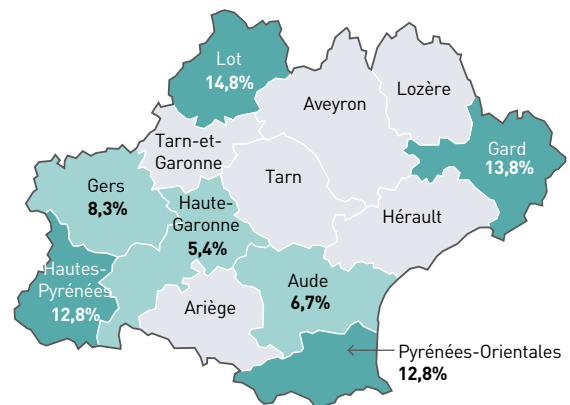 Lot
14,8%
Aveyron
Lozère
Tarn-et-
Garonne
Gard
13,8%
Gers
8,3%
Tarn
Haute-
Garonne
5,4%
Hérault
Hautes-
Pyrénées
12,8%
Aude
6,7%
Ariège
Pyrénées-Orientales
12,8%